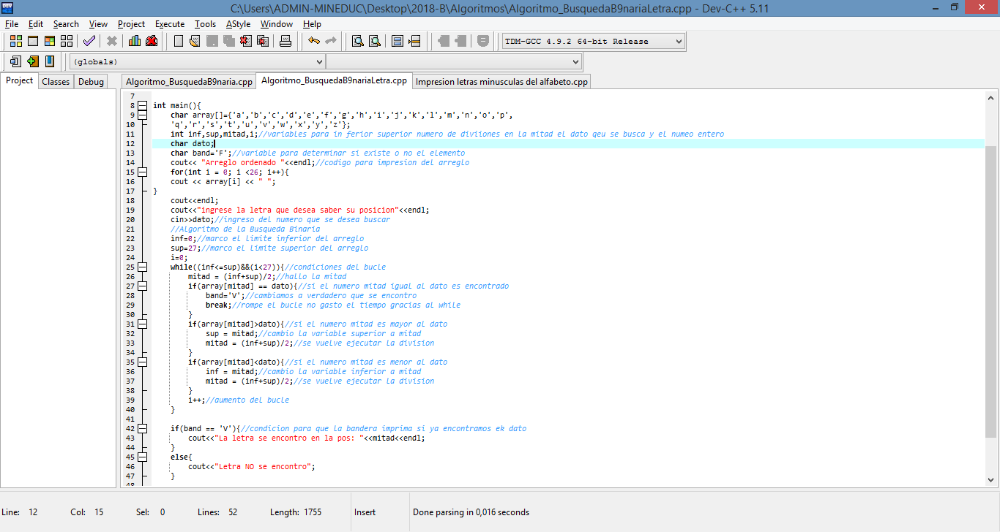 C:\Users\ADMIN-MINEDUC\Desktop\2018-B\Algoritmos\Algoritmo_BusquedaB9nariaLetra.cpp - Dev-C++ 5.11
File Edit Search View Project Execute Tools AStyle Window Help
TDM-GCC 4.9.2 64-bit Release
(globals)
Project Classes Debug Algoritmo_BusquedaB9naria.cpp Algoritmo_BusquedaB9nariaLetra.cpp Impresion letras minusculas del alfabeto.cpp
7
8 int main(){
9 char array[]={'a','b','c','d','e','f','g','h','i','j','k','l','m','n','o','p',
10 'q','r','s','t','u','v','w','x','y','z'};
11 int inf,sup,mitad,i;//variables para in ferior superior numero de diviiones en la mitad el dato qeu se busca y el numeo entero
12 char dato;
13 char band='F';//variable para determinar si existe o no el elemento
14 cout<< "Arreglo ordenado "<<endl;//codigo para impresion del arreglo
15 for(int i = 0; i <26; i++){
16 cout << array[i] << " ";
17 }
18 cout<<endl;
19 cout<<"ingrese la letra que desea saber su posicion"<<endl;
20 cin>>dato;//ingreso del numero que se desea buscar
21 //Algoritmo de la Busqueda Binaria
22 inf=0;//marco el limite inferior del arreglo
23 sup=27;//marco el limite superior del arreglo
24 i=0;
25 while((inf<=sup)&&(i<27)){//condiciones del bucle
26 mitad = (inf+sup)/2;//hallo la mitad
27 if(array[mitad] == dato){//si el numero mitad igual al dato es encontrado
28 band='V';//cambiamos a verdadero que se encontro
29 break;//rompe el bucle no gasto el tiempo gracias al while
30 }
31 if(array[mitad]>dato){//si el numero mitad es mayor al dato
32 sup = mitad;//cambio la variable superior a mitad
33 mitad = (inf+sup)/2;//se vuelve ejecutar la division
34 }
35 if(array[mitad]<dato){//si el numero mitad es menor al dato
36 inf = mitad;//cambio la variable inferior a mitad
37 mitad = (inf+sup)/2;//se vuelve ejecutar la division
38 }
39 i++;//aumento del bucle
40 }
41
42 if(band == 'V'){//condicion para que la bandera imprima si ya encontramos ek dato
43 cout<<"La letra se encontro en la pos: "<<mitad<<endl;
44 }
45 else{
46 cout<<"Letra NO se encontro";
47 }
48
Line: 12 Col: 15 Sel: 0 Lines: 52 Length: 1755 Insert Done parsing in 0,016 seconds